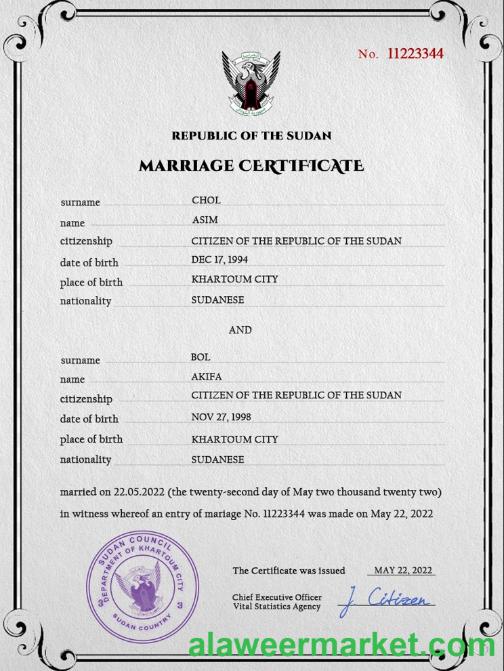 No. 11223344
REPUBLIC OF THE SUDAN
MARRIAGE CERTIFICATE
surname CHOL
name ASIM
citizenship CITIZEN OF THE REPUBLIC OF THE SUDAN
date of birth DEC 17, 1994
place of birth KHARTOUM CITY
nationality SUDANESE
AND
surname BOL
name AKIFA
citizenship CITIZEN OF THE REPUBLIC OF THE SUDAN
date of birth NOV 27, 1998
place of birth KHARTOUM CITY
nationality SUDANESE
married on 22.05.2022 (the twenty-second day of May two thousand twenty two)
in witness whereof an entry of mariage No. 11223344 was made on May 22, 2022
SUDAN COUNCIL
DEPARTMENT OF KHARTOUM CITY
3 3
SUDAN COUNTRY
The Certificate was issued MAY 22, 2022
Chief Executive Officer
Vital Statistics Agency
J. Citizen
alaweermarket.com